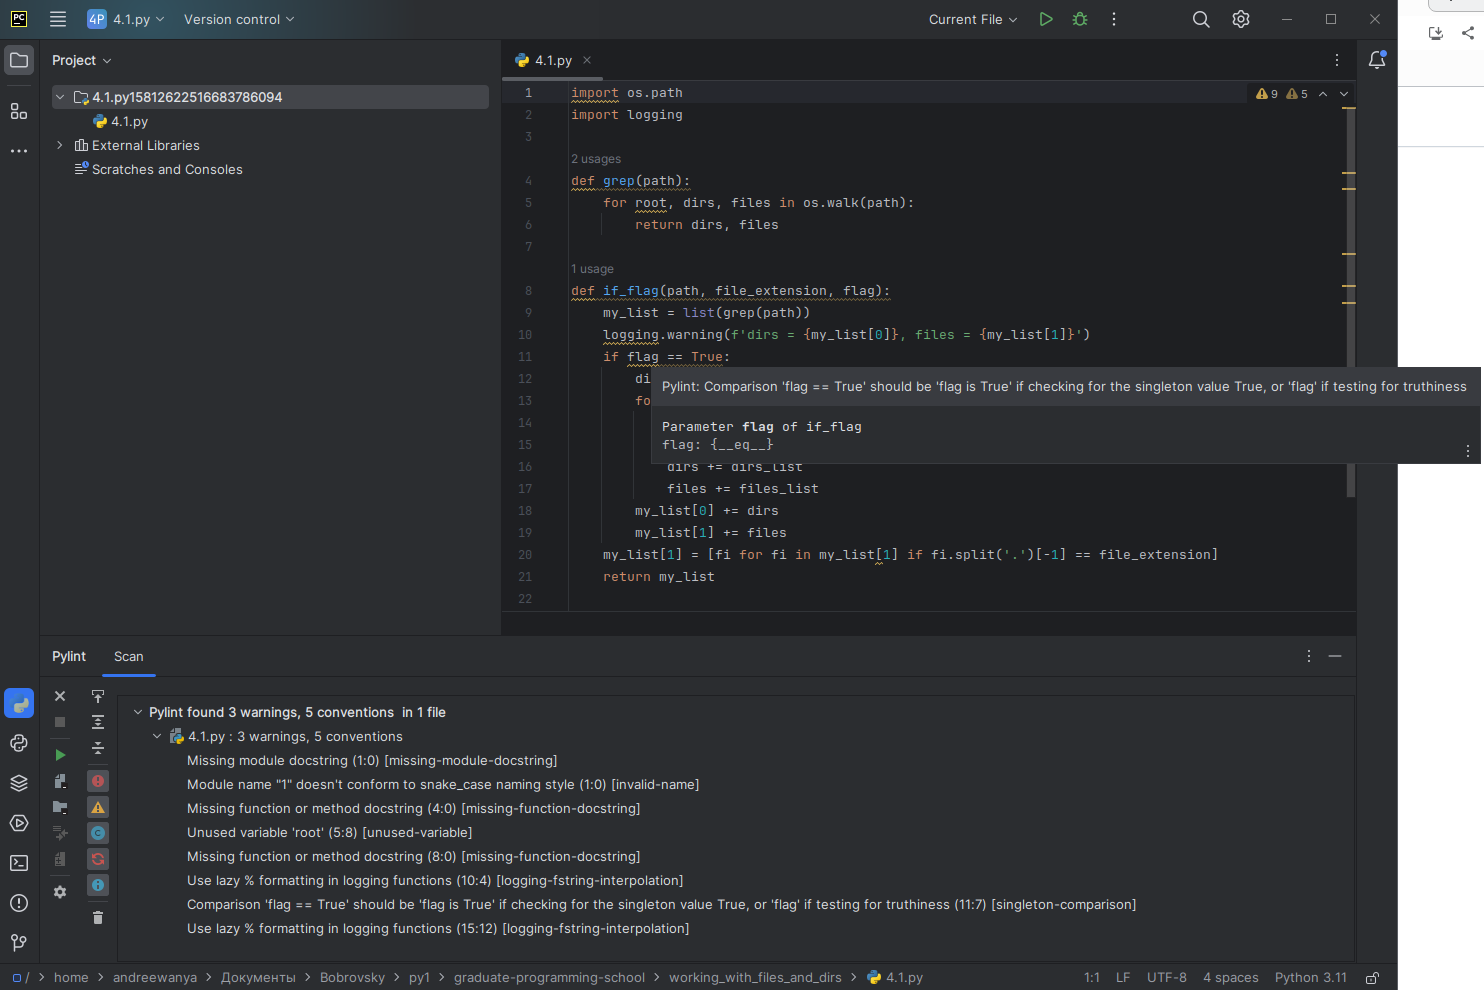 PC
4P 4.1.py
Version control
Current File
Project
4.1.py
4.1.py15812622516683786094
4.1.py
External Libraries
Scratches and Consoles
9 5
1 import os.path
2 import logging
3
2 usages
4 def grep(path):
5 for root, dirs, files in os.walk(path):
6 return dirs, files
7
1 usage
8 def if_flag(path, file_extension, flag):
9 my_list = list(grep(path))
10 logging.warning(f'dirs = {my_list[0]}, files = {my_list[1]}')
11 if flag == True:
12 di
13 fo
14
15
16 dirs += dirs_list
17 files += files_list
18 my_list[0] += dirs
19 my_list[1] += files
20 my_list[1] = [fi for fi in my_list[1] if fi.split('.')[-1] == file_extension]
21 return my_list
22
Pylint: Comparison 'flag == True' should be 'flag is True' if checking for the singleton value True, or 'flag' if testing for truthiness
Parameter flag of if_flag
flag: {__eq__}
Pylint
Scan
Pylint found 3 warnings, 5 conventions in 1 file
4.1.py : 3 warnings, 5 conventions
Missing module docstring (1:0) [missing-module-docstring]
Module name "1" doesn't conform to snake_case naming style (1:0) [invalid-name]
Missing function or method docstring (4:0) [missing-function-docstring]
Unused variable 'root' (5:8) [unused-variable]
Missing function or method docstring (8:0) [missing-function-docstring]
Use lazy % formatting in logging functions (10:4) [logging-fstring-interpolation]
Comparison 'flag == True' should be 'flag is True' if checking for the singleton value True, or 'flag' if testing for truthiness (11:7) [singleton-comparison]
Use lazy % formatting in logging functions (15:12) [logging-fstring-interpolation]
/ > home > andreewanya > Документы > Bobrovsky > py1 > graduate-programming-school > working_with_files_and_dirs > 4.1.py
1:1 LF UTF-8 4 spaces Python 3.11